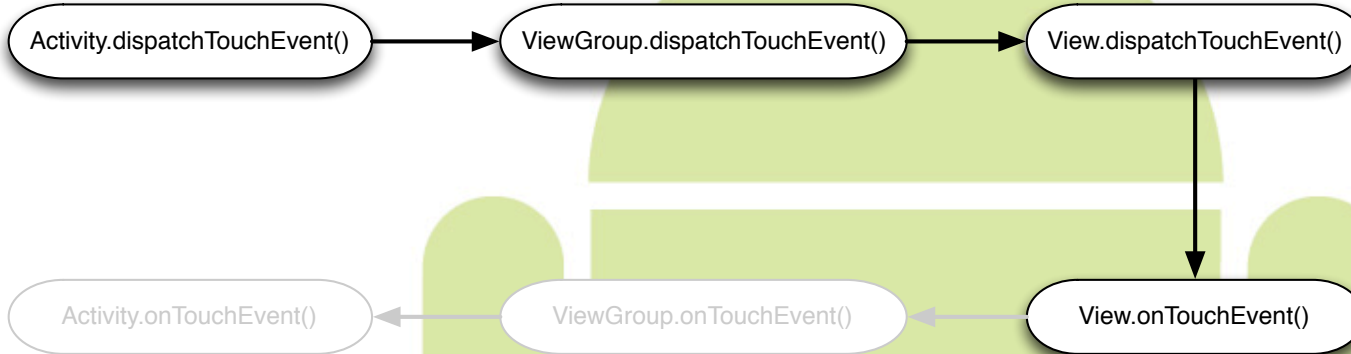 Activity.dispatchTouchEvent()
ViewGroup.dispatchTouchEvent()
View.dispatchTouchEvent()
Activity.onTouchEvent()
ViewGroup.onTouchEvent()
View.onTouchEvent()